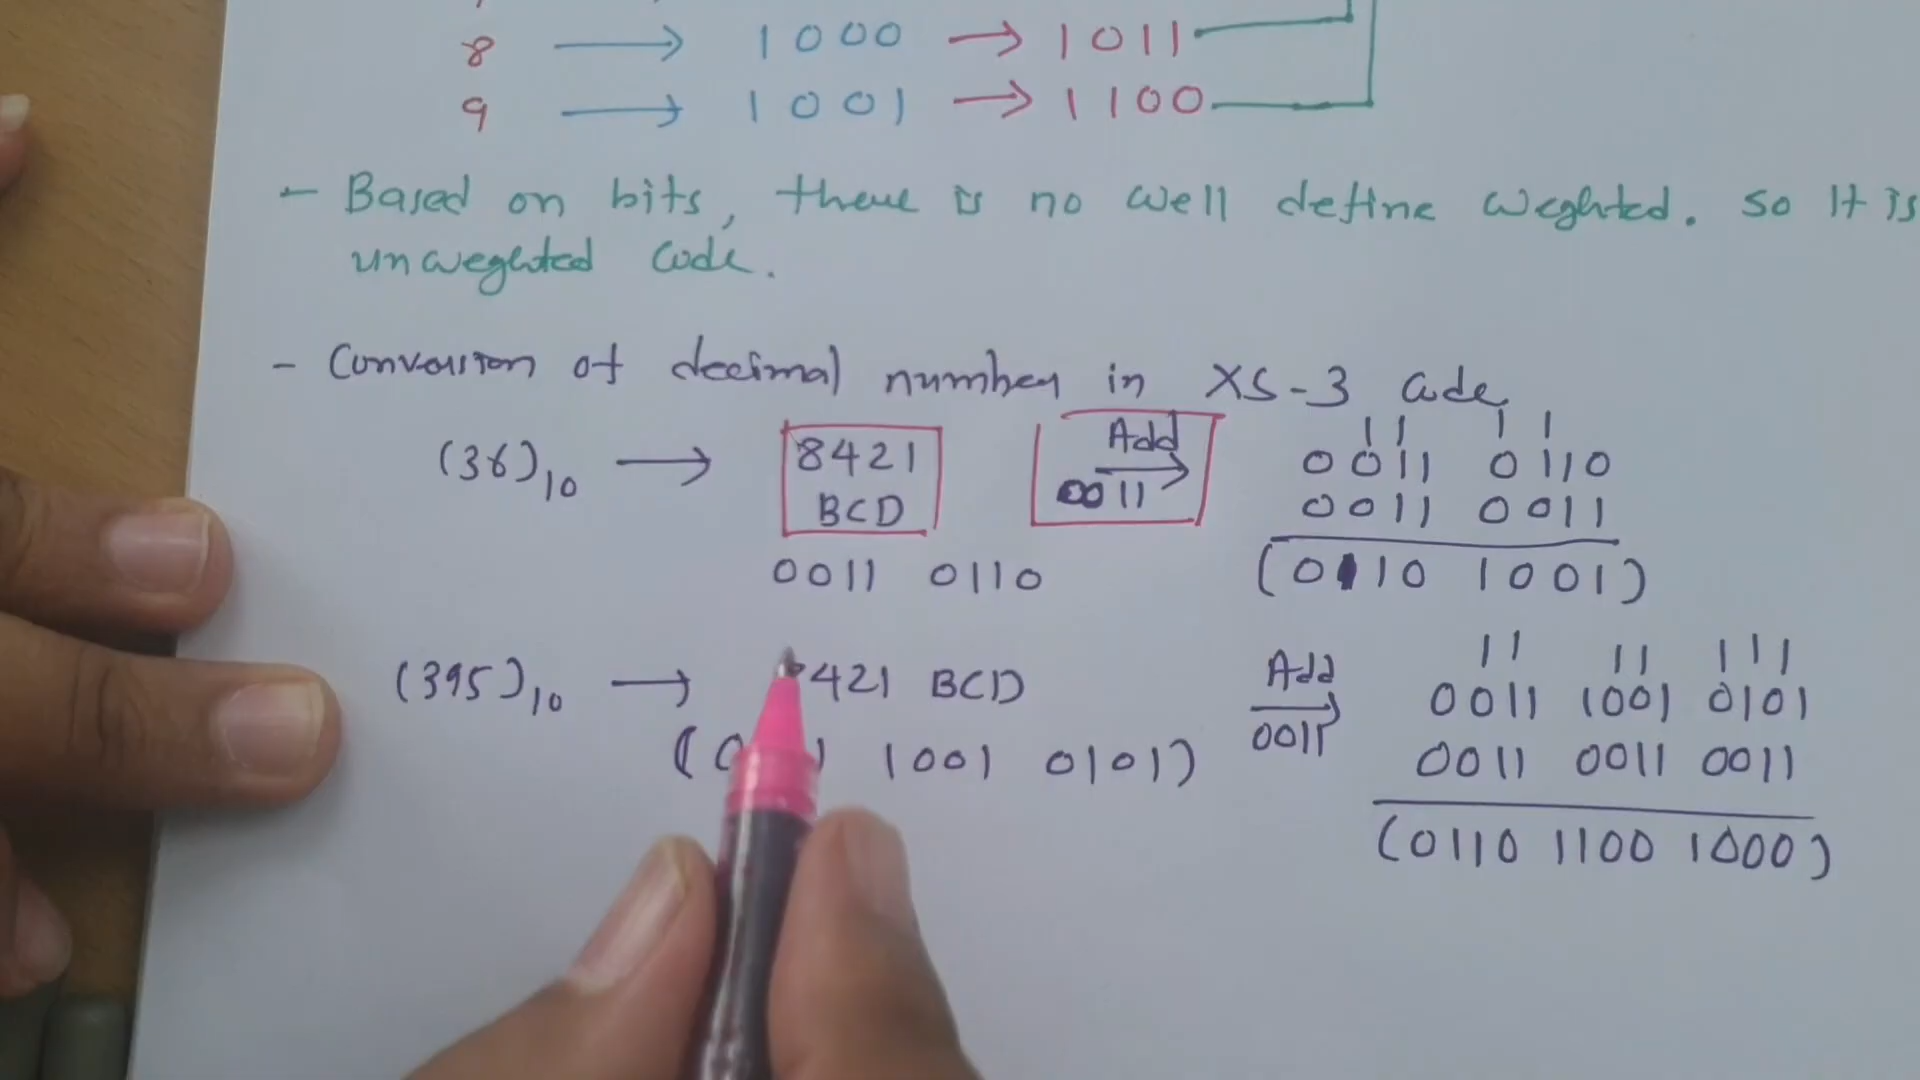 8 → 1000 → 1011
9 → 1001 → 1100
- Based on bits, there is no well define weghted. So it is
unweghted code.
- Conversion of decimal number in XS-3 code
(36)10 → 8421 BCD Add 0011 → 11 11
0011 0110
0011 0011
0011 0110 (0110 1001)
(395)10 → 421 BCD Add 0011 → 11 11 111
0011 1001 0101
( 1001 0101) 0011 0011 0011
(0110 1100 1000)